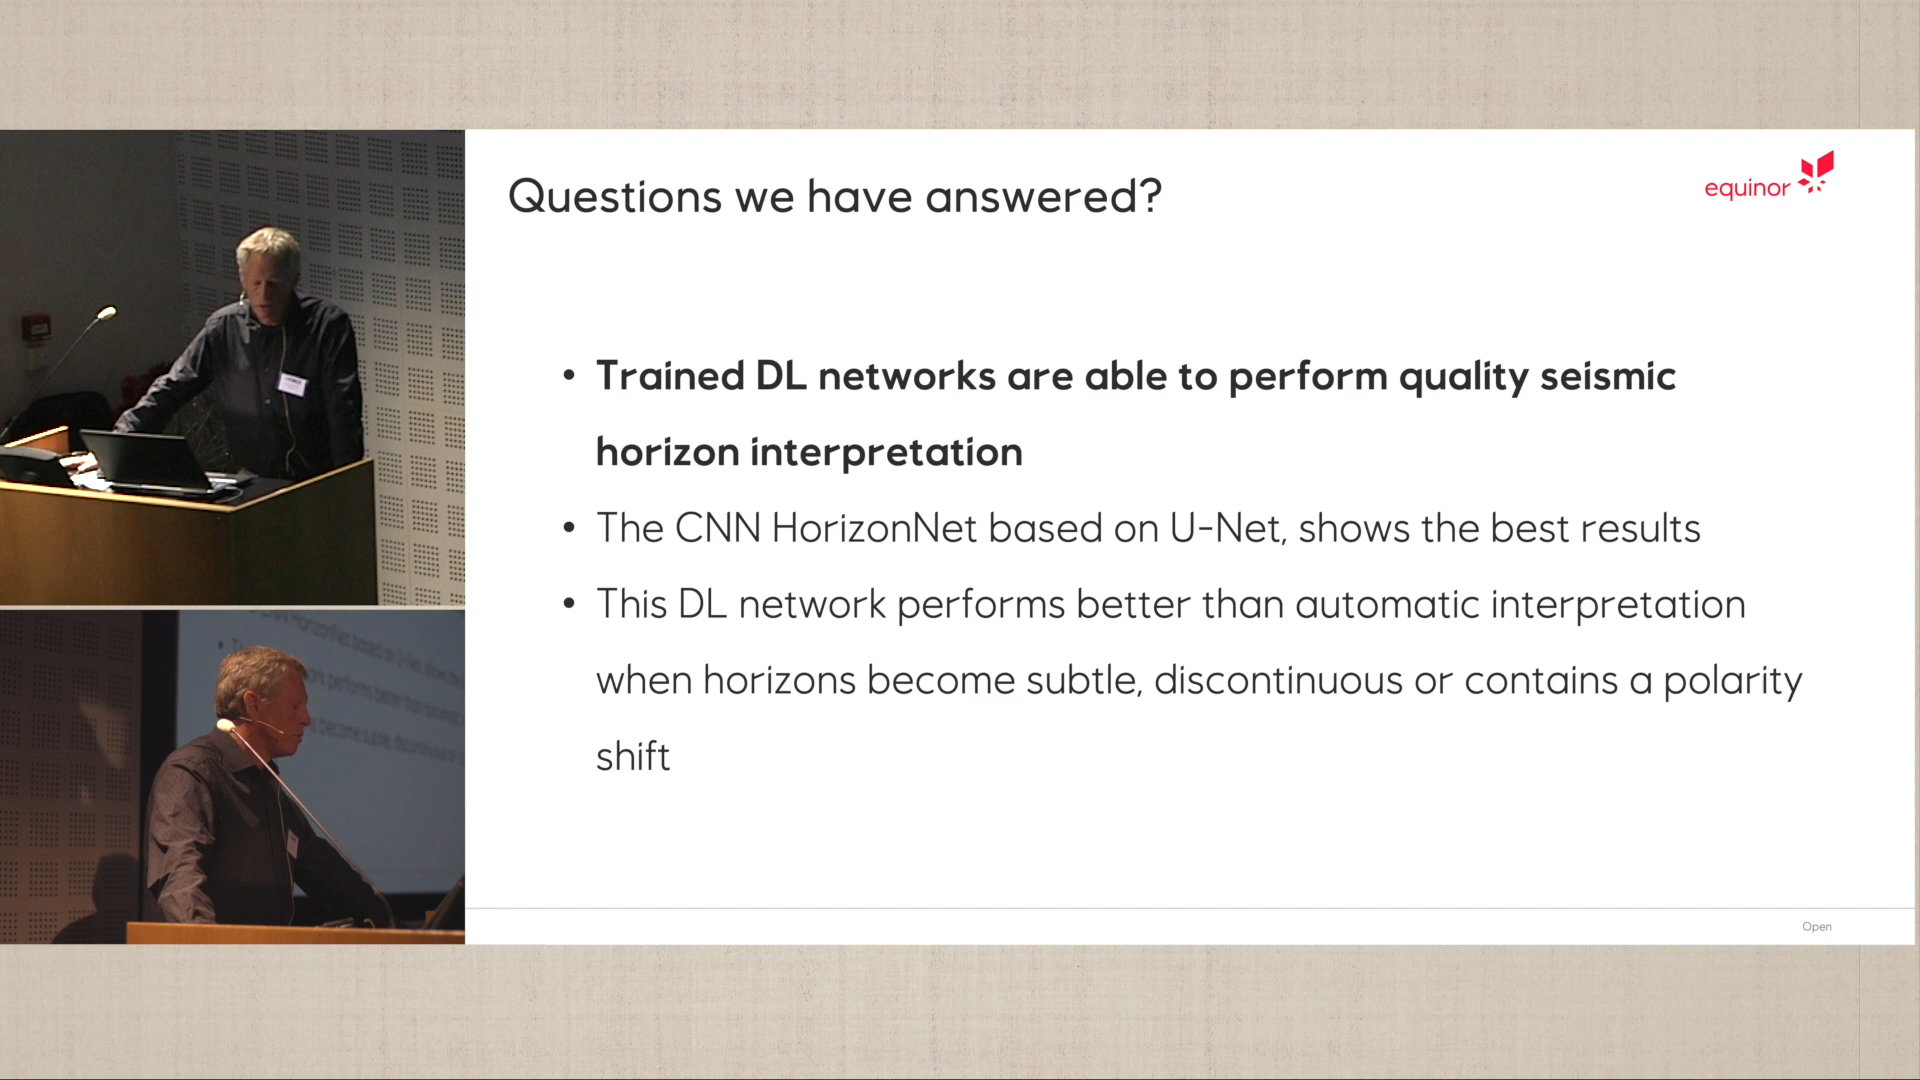 Questions we have answered?
equinor
• Trained DL networks are able to perform quality seismic
horizon interpretation
• The CNN HorizonNet based on U-Net, shows the best results
• This DL network performs better than automatic interpretation
when horizons become subtle, discontinuous or contains a polarity
shift
Open